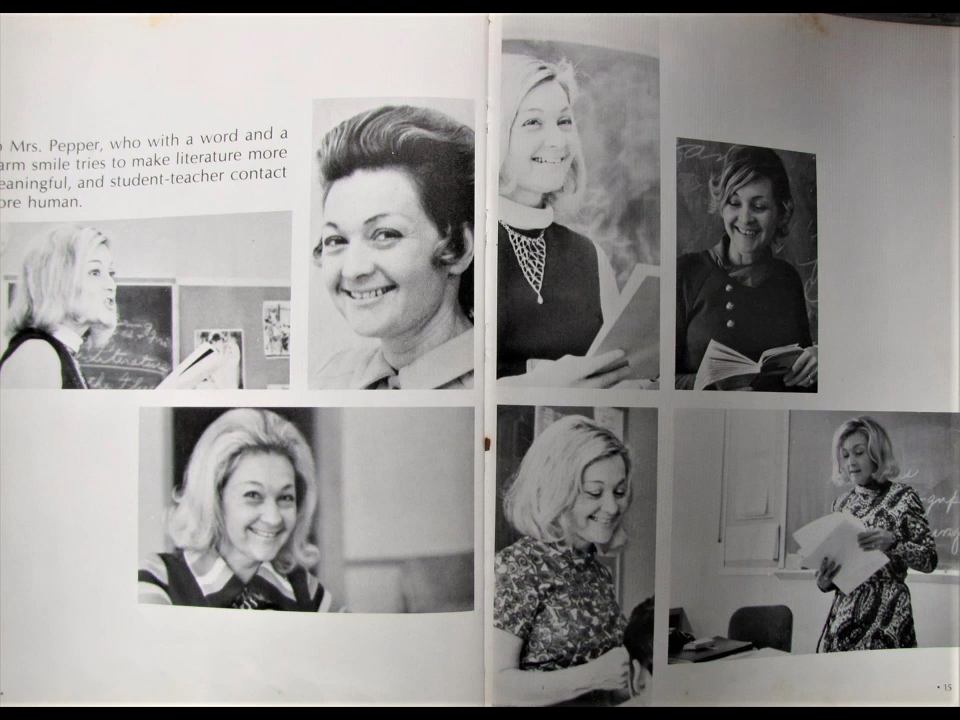 Mrs. Pepper, who with a word and a
arm smile tries to make literature more
eaningful, and student-teacher contact
ore human.
Literature
• 15